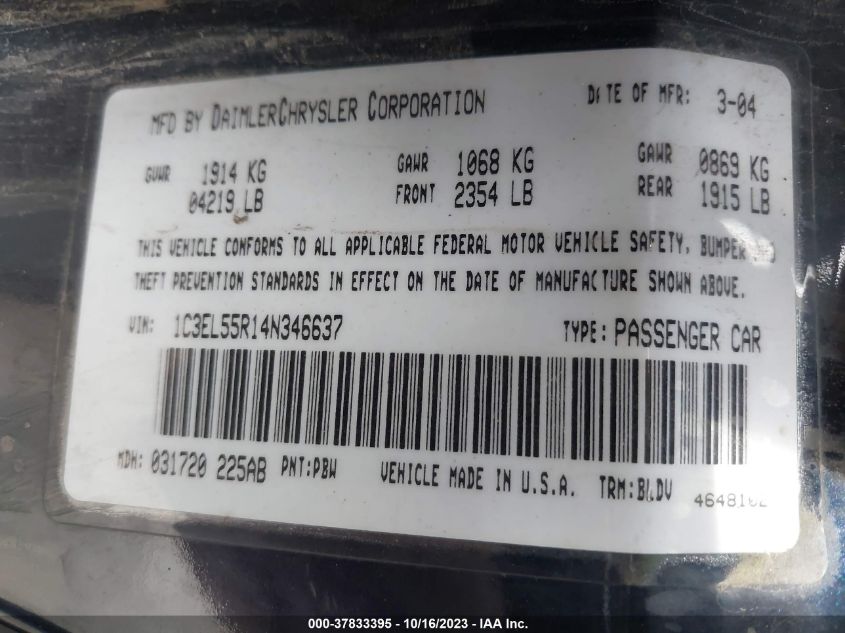 MFD BY DAIMLERCHRYSLER CORPORATION DATE OF MFR: 3-04
GVWR 1914 KG GAWR 1068 KG GAWR 0869 KG
04219 LB FRONT 2354 LB REAR 1915 LB
THIS VEHICLE CONFORMS TO ALL APPLICABLE FEDERAL MOTOR VEHICLE SAFETY, BUMPER
THEFT PREVENTION STANDARDS IN EFFECT ON THE DATE OF MANUFACTURE SHOWN ABOVE.
VIN: 1C3EL55R14N346637 TYPE: PASSENGER CAR
MDH: 031720 225AB PNT:PBW VEHICLE MADE IN U.S.A.
000-37833395 - 10/16/2023 - IAA Inc.